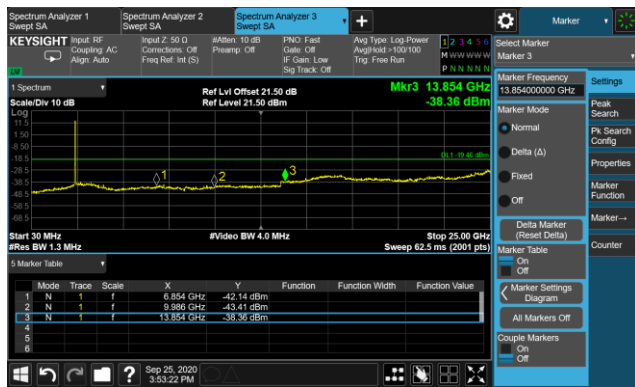 Spectrum Analyzer 1
Swept SA
Spectrum Analyzer 2
Swept SA
Spectrum Analyzer 3
Swept SA
Marker
KEYSIGHT
Input: RF
Coupling: AC
Align: Auto
Input Z: 50 Ω
Corrections: Off
Freq Ref: Int (S)
#Atten: 10 dB
Preamp: Off
PNO: Fast
Gate: Off
IF Gain: Low
Sig Track: Off
Avg Type: Log-Power
Avg|Hold:>100/100
Trig: Free Run
1 2 3 4 5 6
M W W W W W
P N N N N N
Select Marker
Marker 3
1 Spectrum
Scale/Div 10 dB
Log
Ref Lvl Offset 21.50 dB
Ref Level 21.50 dBm
Mkr3 13.854 GHz
-38.36 dBm
11.5
1.50
-8.50
-18.5
-28.5
-38.5
-48.5
-58.5
-68.5
DL1 -19.46 dBm
1
2
3
Start 30 MHz
#Res BW 1.3 MHz
#Video BW 4.0 MHz
Stop 25.00 GHz
Sweep 62.5 ms (2001 pts)
5 Marker Table
Mode Trace Scale X Y Function Function Width Function Value
1 N 1 f 6.854 GHz -42.14 dBm
2 N 1 f 9.986 GHz -43.41 dBm
3 N 1 f 13.854 GHz -38.36 dBm
4
5
6
Marker Frequency
13.854000000 GHz
Marker Mode
Normal
Delta (Δ)
Fixed
Off
Delta Marker
(Reset Delta)
Marker Table
On
Off
Marker Settings
Diagram
All Markers Off
Couple Markers
On
Off
Settings
Peak
Search
Pk Search
Config
Properties
Marker
Function
Marker→
Counter
?
Sep 25, 2020
3:53:22 PM